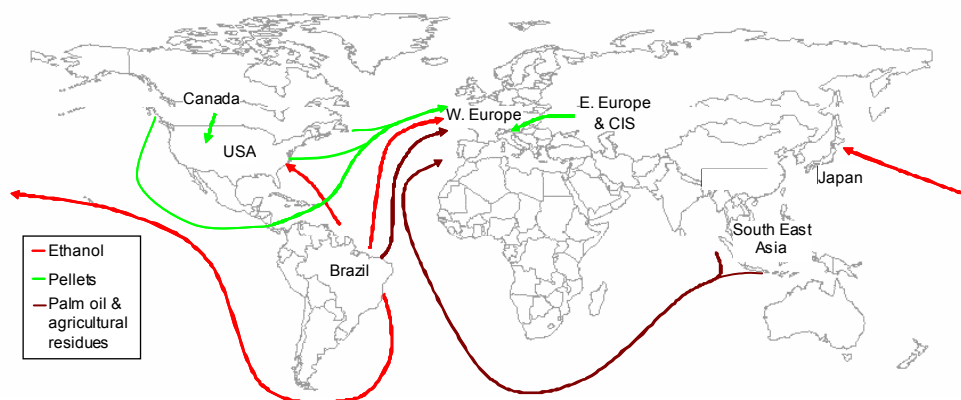 Canada
USA
W. Europe
E. Europe
& CIS
Japan
South East
Asia
Brazil
Ethanol
Pellets
Palm oil &
agricultural
residues